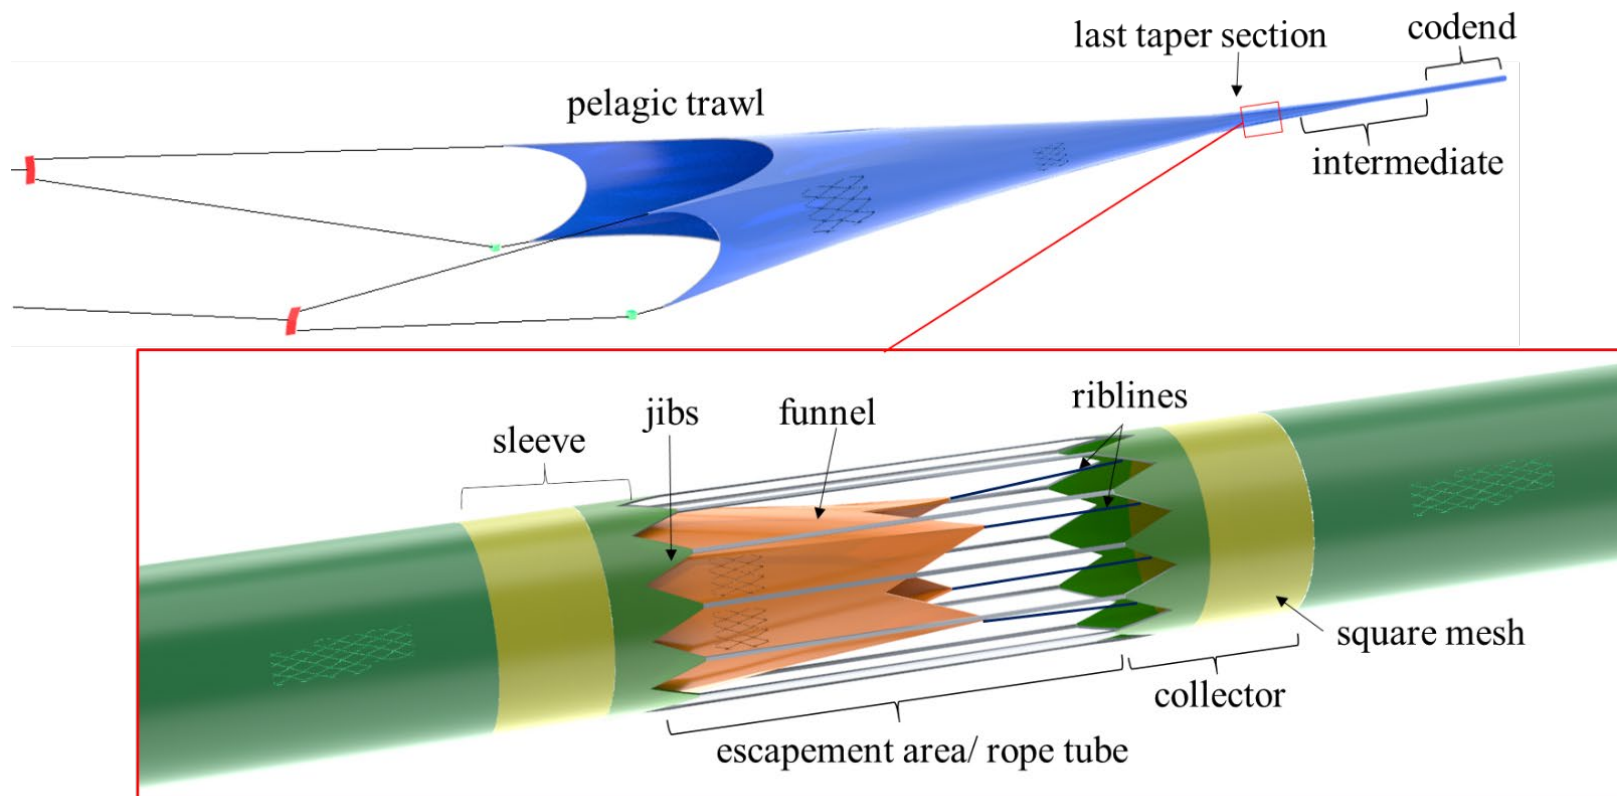 codend
last taper section
pelagic trawl
intermediate
riblines
jibs
funnel
sleeve
square mesh
collector
escapement area/ rope tube